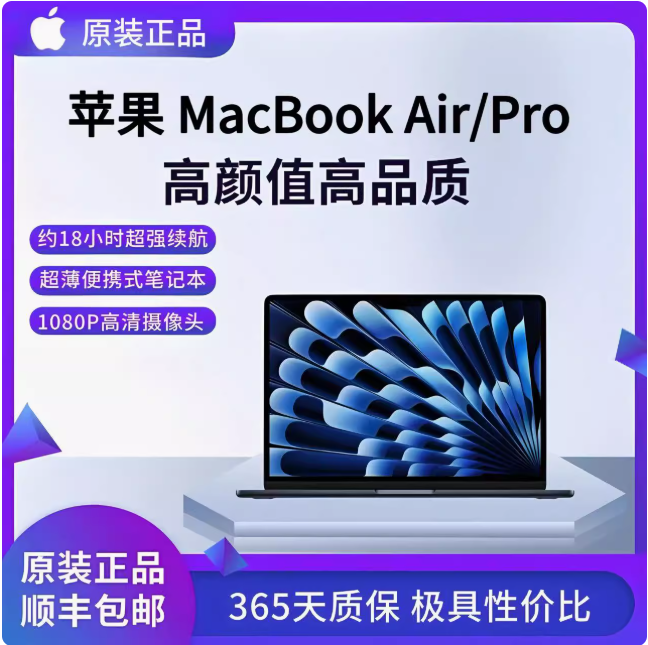 原装正品
苹果 MacBook Air/Pro
高颜值高品质
约18小时超强续航
超薄便携式笔记本
1080P高清摄像头
原装正品
顺丰包邮
365天质保 极具性价比